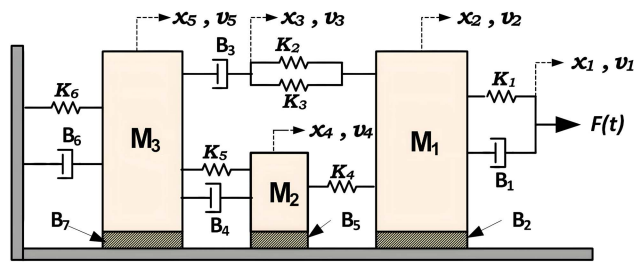 x5 , v5
x3 , v3
x2 , v2
B3
K2
K1
x1 , v1
K6
K3
x4 , v4
F(t)
B6
M3
K5
M1
K4
M2
B1
B7
B4
B5
B2